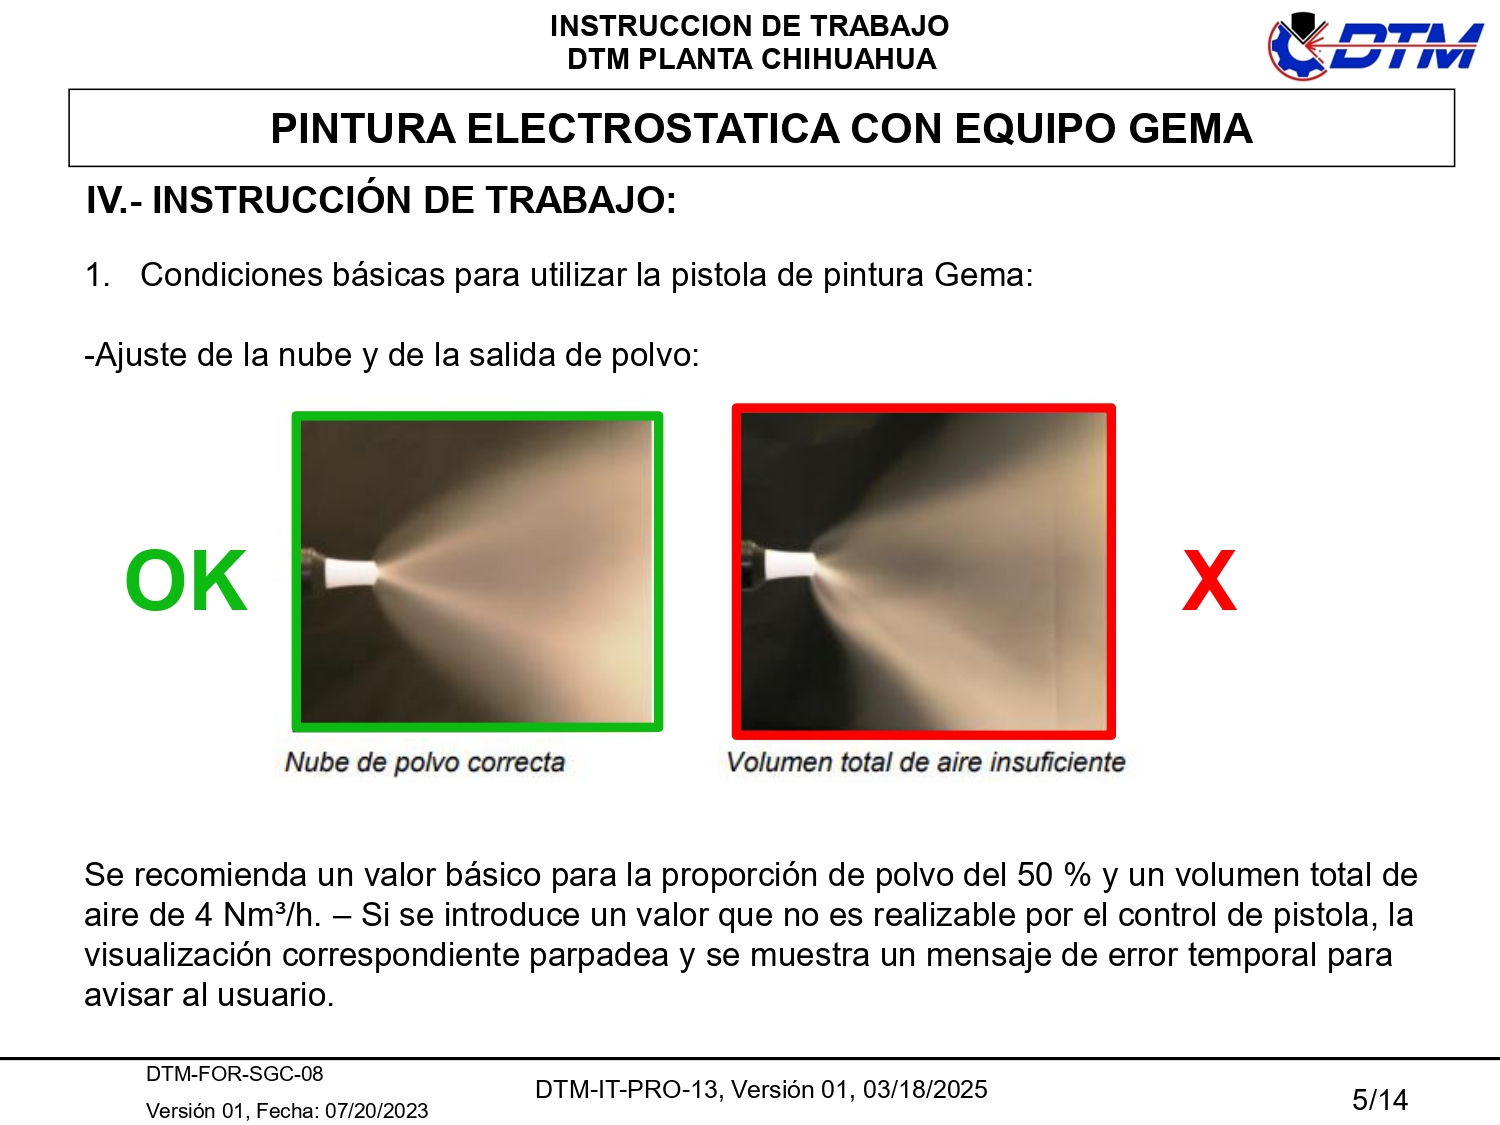 INSTRUCCION DE TRABAJO
DTM PLANTA CHIHUAHUA
DTM
PINTURA ELECTROSTATICA CON EQUIPO GEMA
IV.- INSTRUCCIÓN DE TRABAJO:
1. Condiciones básicas para utilizar la pistola de pintura Gema:
-Ajuste de la nube y de la salida de polvo:
OK
X
Nube de polvo correcta
Volumen total de aire insuficiente
Se recomienda un valor básico para la proporción de polvo del 50 % y un volumen total de
aire de 4 Nm³/h. – Si se introduce un valor que no es realizable por el control de pistola, la
visualización correspondiente parpadea y se muestra un mensaje de error temporal para
avisar al usuario.
DTM-FOR-SGC-08
Versión 01, Fecha: 07/20/2023
DTM-IT-PRO-13, Versión 01, 03/18/2025
5/14